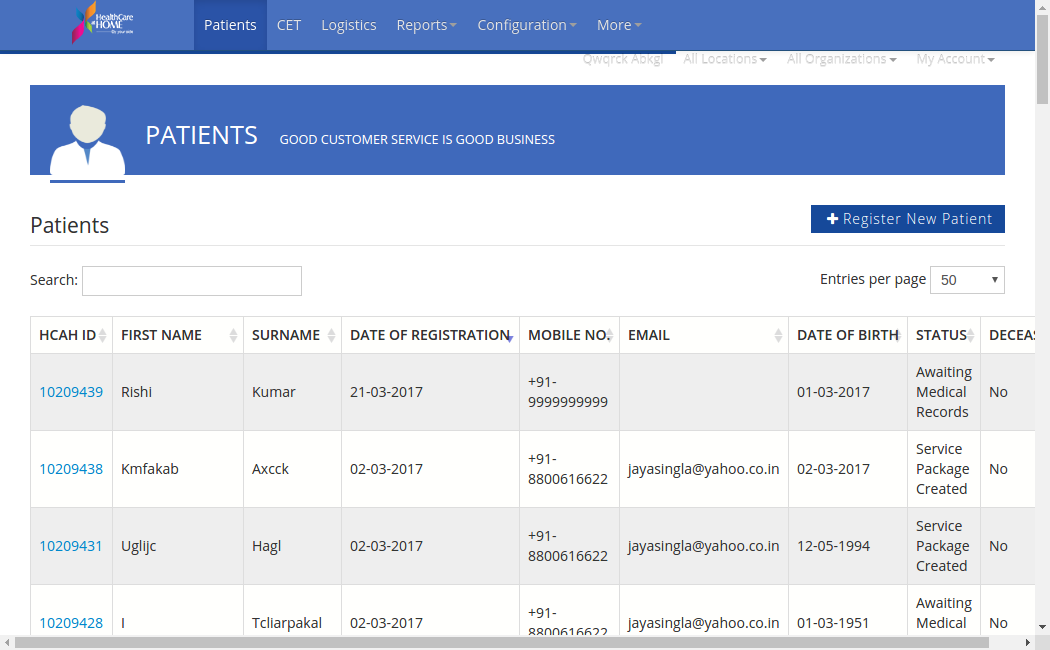 HealthCare
at HOME
By your side
Patients CET Logistics Reports Configuration More
Qwqrck Abkgl All Locations All Organizations My Account
PATIENTS GOOD CUSTOMER SERVICE IS GOOD BUSINESS
Patients
Register New Patient
Search:
Entries per page 50
HCAH ID FIRST NAME SURNAME DATE OF REGISTRATION MOBILE NO. EMAIL DATE OF BIRTH STATUS DECEAS
10209439 Rishi Kumar 21-03-2017 +91-
9999999999 01-03-2017 Awaiting
Medical
Records No
10209438 Kmfakab Axcck 02-03-2017 +91-
8800616622 jayasingla@yahoo.co.in 02-03-2017 Service
Package
Created No
10209431 Uglijc Hagl 02-03-2017 +91-
8800616622 jayasingla@yahoo.co.in 12-05-1994 Service
Package
Created No
10209428 I Tcliarpakal 02-03-2017 +91-
8800616622 jayasingla@yahoo.co.in 01-03-1951 Awaiting
Medical No